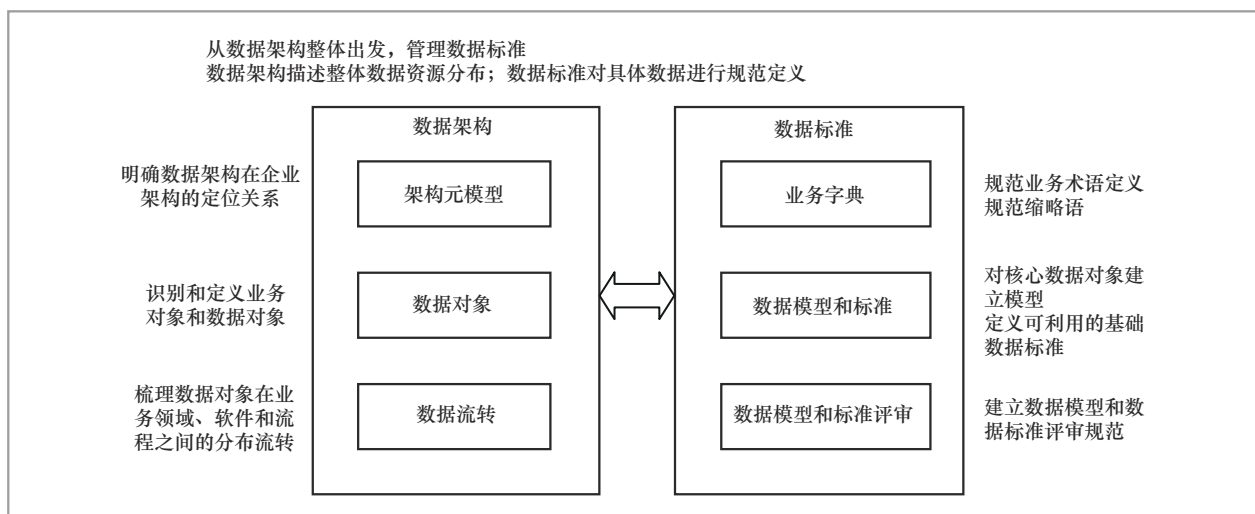 从数据架构整体出发，管理数据标准
数据架构描述整体数据资源分布；数据标准对具体数据进行规范定义
数据架构
明确数据架构在企业
架构的定位关系
架构元模型
识别和定义业务
对象和数据对象
数据对象
梳理数据对象在业
务领域、软件和流
程之间的分布流转
数据流转
数据标准
业务字典
规范业务术语定义
规范缩略语
数据模型和标准
对核心数据对象建
立模型
定义可利用的基础
数据标准
数据模型和标准评审
建立数据模型和数
据标准评审规范